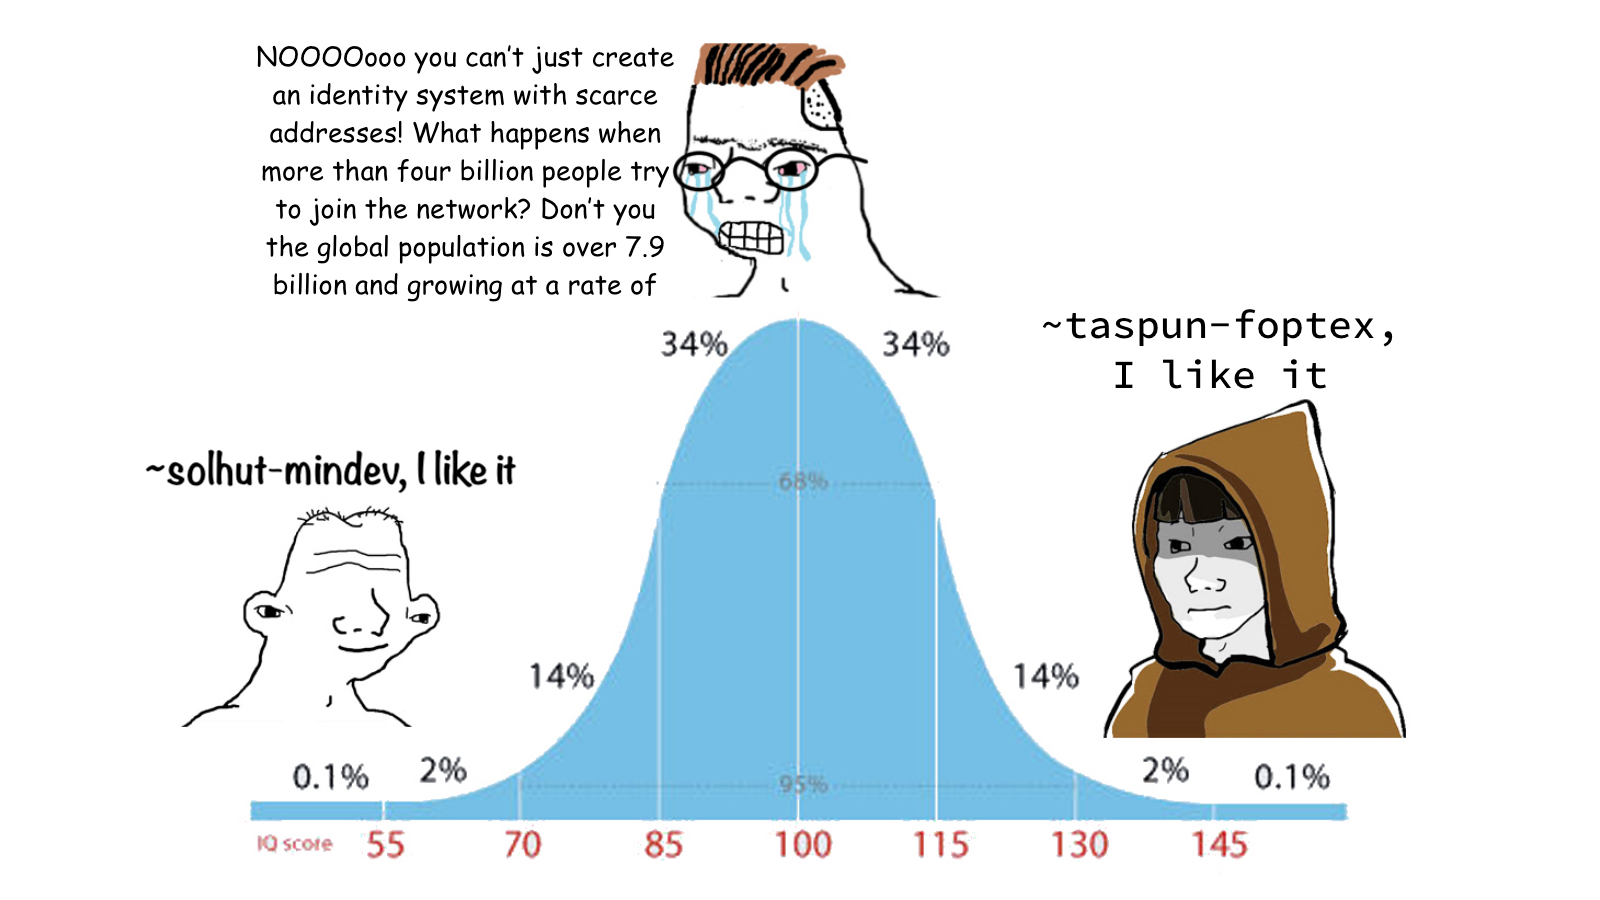 NOOOOooo you can't just create
an identity system with scarce
addresses! What happens when
more than four billion people try
to join the network? Don't you
the global population is over 7.9
billion and growing at a rate of
34%
34%
~taspun-foptex,
I like it
~solhut-mindev, I like it
68%
14%
14%
0.1%
2%
95%
2%
0.1%
IQ score
55
70
85
100
115
130
145